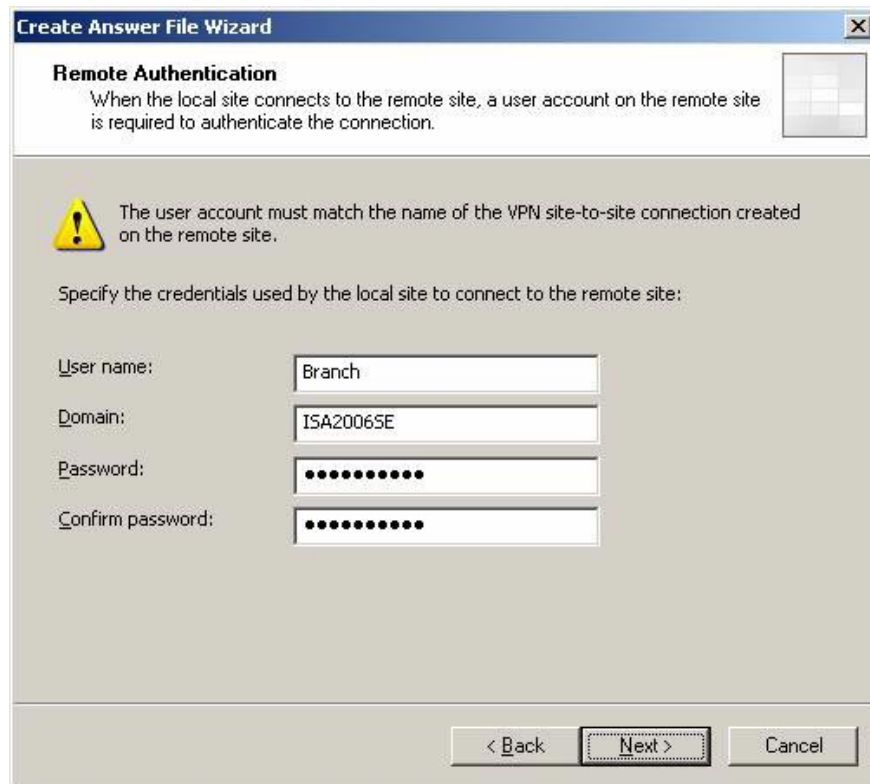 Create Answer File Wizard
Remote Authentication
When the local site connects to the remote site, a user account on the remote site
is required to authenticate the connection.
The user account must match the name of the VPN site-to-site connection created
on the remote site.
Specify the credentials used by the local site to connect to the remote site:
User name:
Branch
Domain:
ISA2006SE
Password:
●●●●●●●●●●
Confirm password:
●●●●●●●●●●
< Back
Next >
Cancel